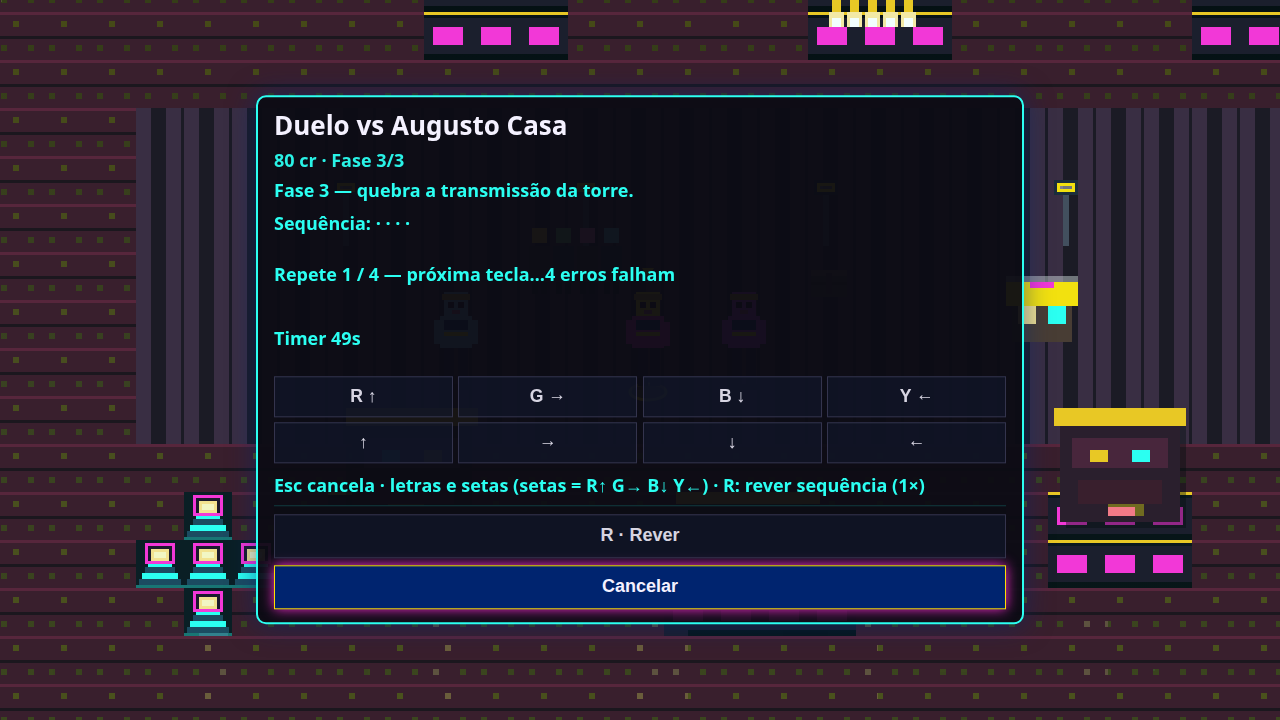 Duelo vs Augusto Casa
80 cr · Fase 3/3
Fase 3 — quebra a transmissão da torre.
Sequência: · · · ·
Repete 1 / 4 — próxima tecla...4 erros falham
Timer 49s
R ↑ G → B ↓ Y ←
↑ → ↓ ←
Esc cancela · letras e setas (setas = R↑ G→ B↓ Y←) · R: rever sequência (1×)
R · Rever
Cancelar